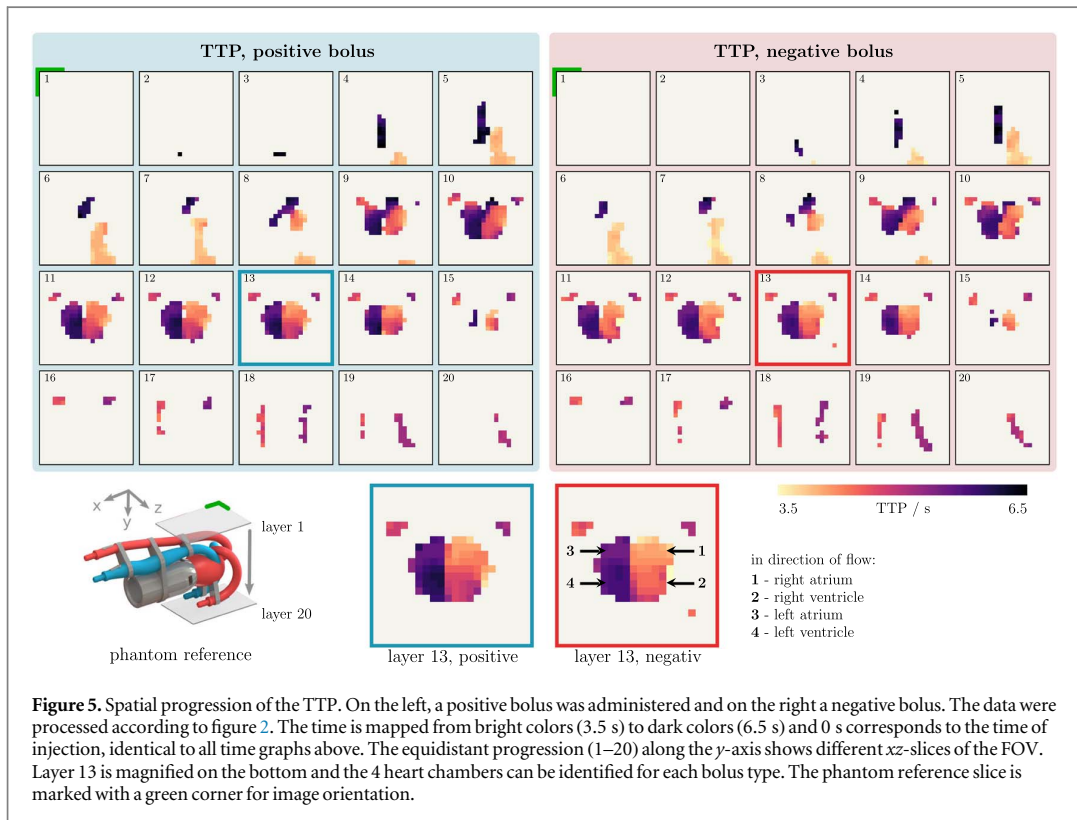 TTP, positive bolus
1 2 3 4 5
6 7 8 9 10
11 12 13 14 15
16 17 18 19 20
TTP, negative bolus
1 2 3 4 5
6 7 8 9 10
11 12 13 14 15
16 17 18 19 20
x y z
layer 1
layer 20
phantom reference
layer 13, positive
3 1
4 2
layer 13, negativ
3.5 TTP / s 6.5
in direction of flow:
1 - right atrium
2 - right ventricle
3 - left atrium
4 - left ventricle
Figure 5. Spatial progression of the TTP. On the left, a positive bolus was administered and on the right a negative bolus. The data were
processed according to figure 2. The time is mapped from bright colors (3.5 s) to dark colors (6.5 s) and 0 s corresponds to the time of
injection, identical to all time graphs above. The equidistant progression (1–20) along the y-axis shows different xz-slices of the FOV.
Layer 13 is magnified on the bottom and the 4 heart chambers can be identified for each bolus type. The phantom reference slice is
marked with a green corner for image orientation.